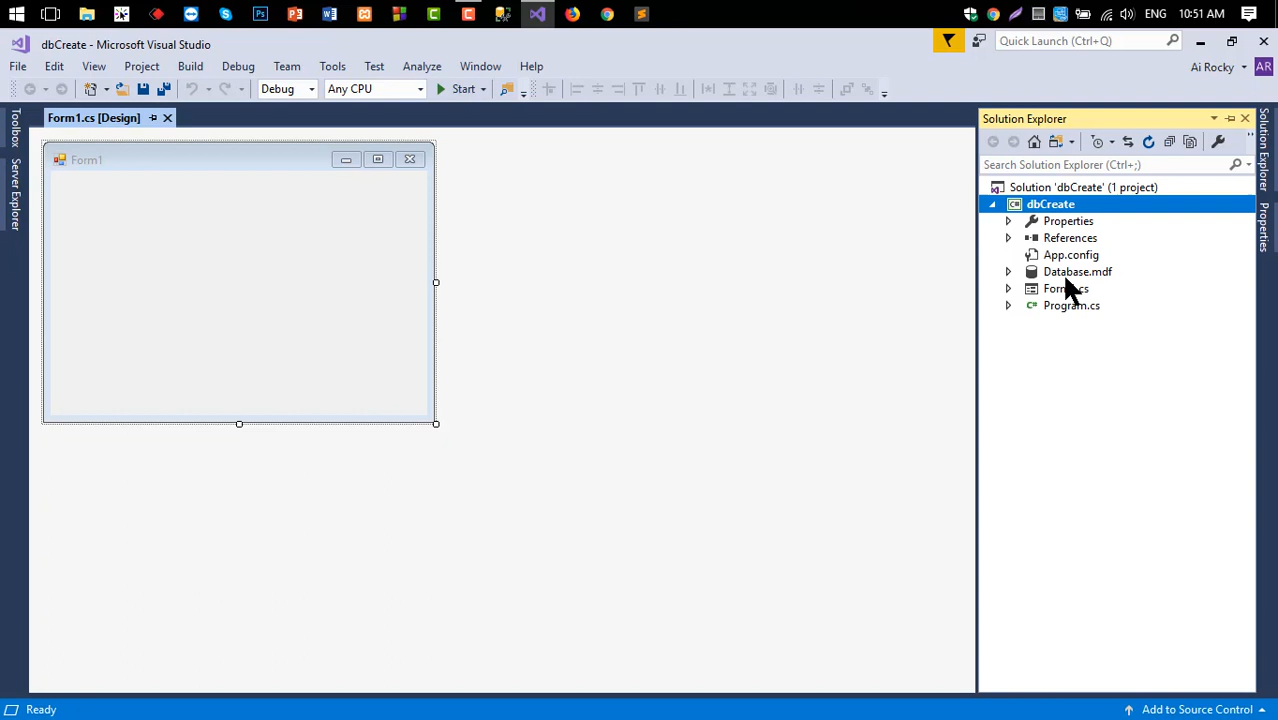 ENG 10:51 AM
dbCreate - Microsoft Visual Studio
Quick Launch (Ctrl+Q)
File Edit View Project Build Debug Team Tools Test Analyze Window Help
Ai Rocky AR
Debug Any CPU Start
Toolbox
Server Explorer
Form1.cs [Design]
Form1
Solution Explorer
Search Solution Explorer (Ctrl+;)
Solution 'dbCreate' (1 project)
dbCreate
Properties
References
App.config
Database.mdf
Program.cs
Solution Explorer
Properties
Ready
Add to Source Control